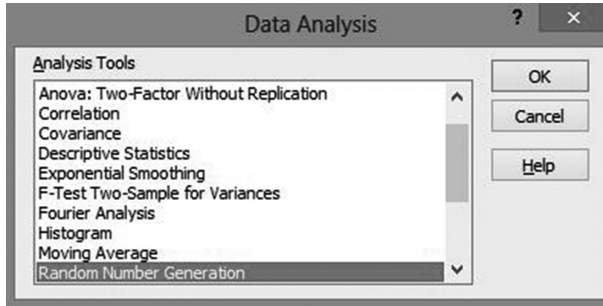 Data Analysis
? ×
Analysis Tools
Anova: Two-Factor Without Replication
Correlation
Covariance
Descriptive Statistics
Exponential Smoothing
F-Test Two-Sample for Variances
Fourier Analysis
Histogram
Moving Average
Random Number Generation
OK
Cancel
Help